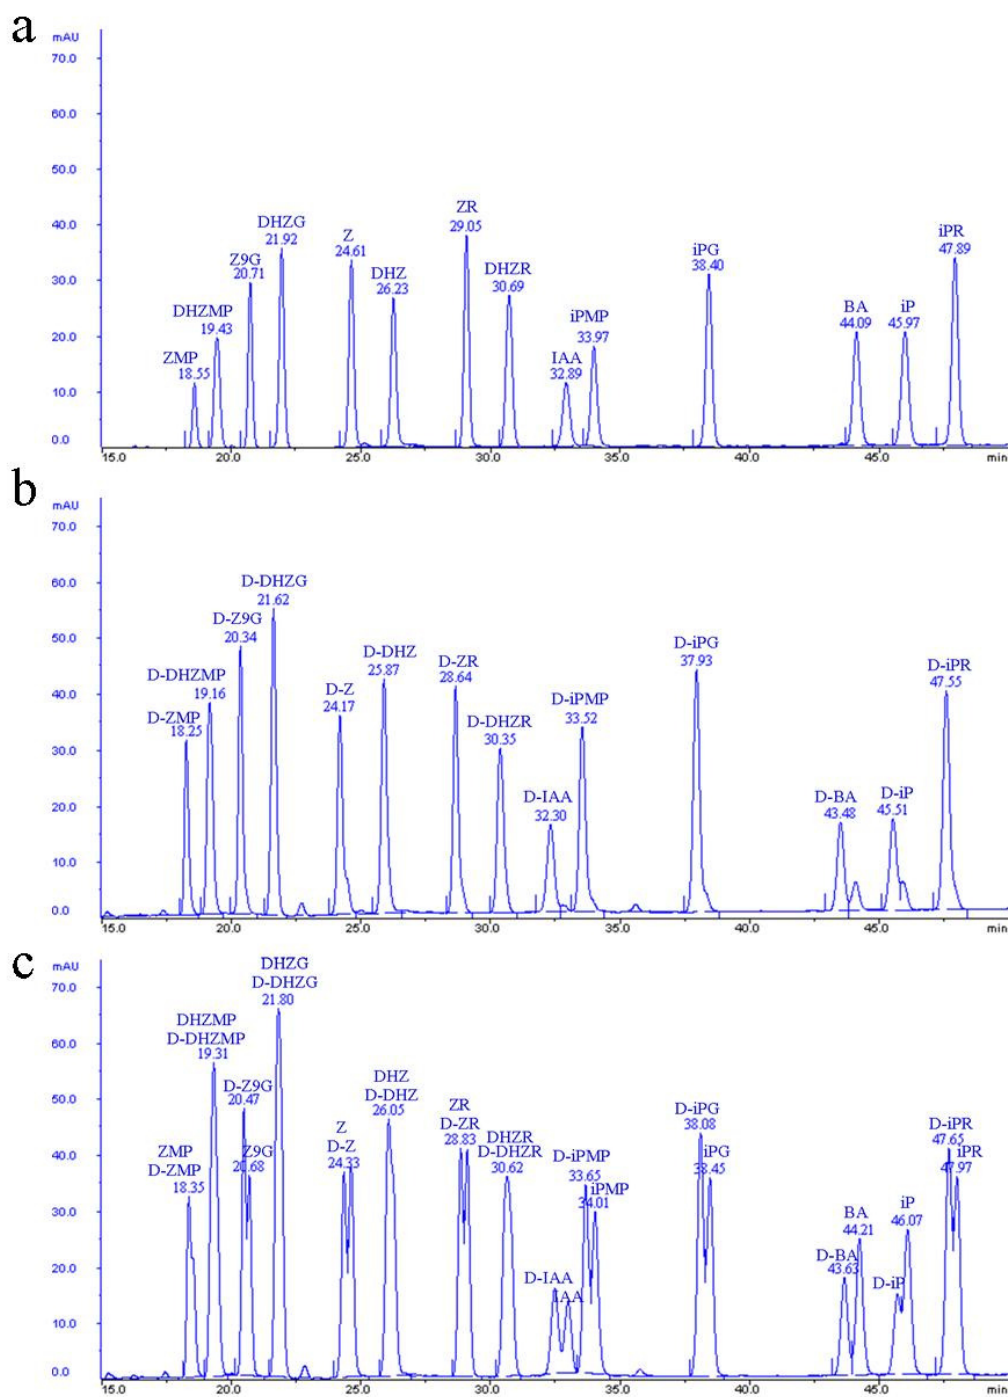 a
mAU
70.0
60.0
50.0
40.0
30.0
20.0
10.0
0.0
ZMP
18.55
DHZMP
19.43
Z9G
20.71
DHZG
21.92
Z
24.61
DHZ
26.23
ZR
29.05
DHZR
30.69
IAA
32.89
iPMP
33.97
iPG
38.40
BA
44.09
iP
45.97
iPR
47.89
15.0 20.0 25.0 30.0 35.0 40.0 45.0 min
b
mAU
70.0
60.0
50.0
40.0
30.0
20.0
10.0
0.0
D-ZMP
18.25
D-DHZMP
19.16
D-Z9G
20.34
D-DHZG
21.62
D-Z
24.17
D-DHZ
25.87
D-ZR
28.64
D-DHZR
30.35
D-IAA
32.30
D-iPMP
33.52
D-iPG
37.93
D-BA
43.48
D-iP
45.51
D-iPR
47.55
15.0 20.0 25.0 30.0 35.0 40.0 45.0 min
c
mAU
70.0
60.0
50.0
40.0
30.0
20.0
10.0
0.0
ZMP
D-ZMP
18.35
DHZMP
D-DHZMP
19.31
D-Z9G
20.47
Z9G
20.68
DHZG
D-DHZG
21.80
Z
D-Z
24.33
DHZ
D-DHZ
26.05
ZR
D-ZR
28.83
DHZR
D-DHZR
30.62
D-IAA
IAA
D-iPMP
33.65
iPMP
34.01
D-iPG
38.08
iPG
38.45
D-BA
43.63
BA
44.21
D-iP
iP
46.07
D-iPR
47.65
iPR
47.97
15.0 20.0 25.0 30.0 35.0 40.0 45.0 min